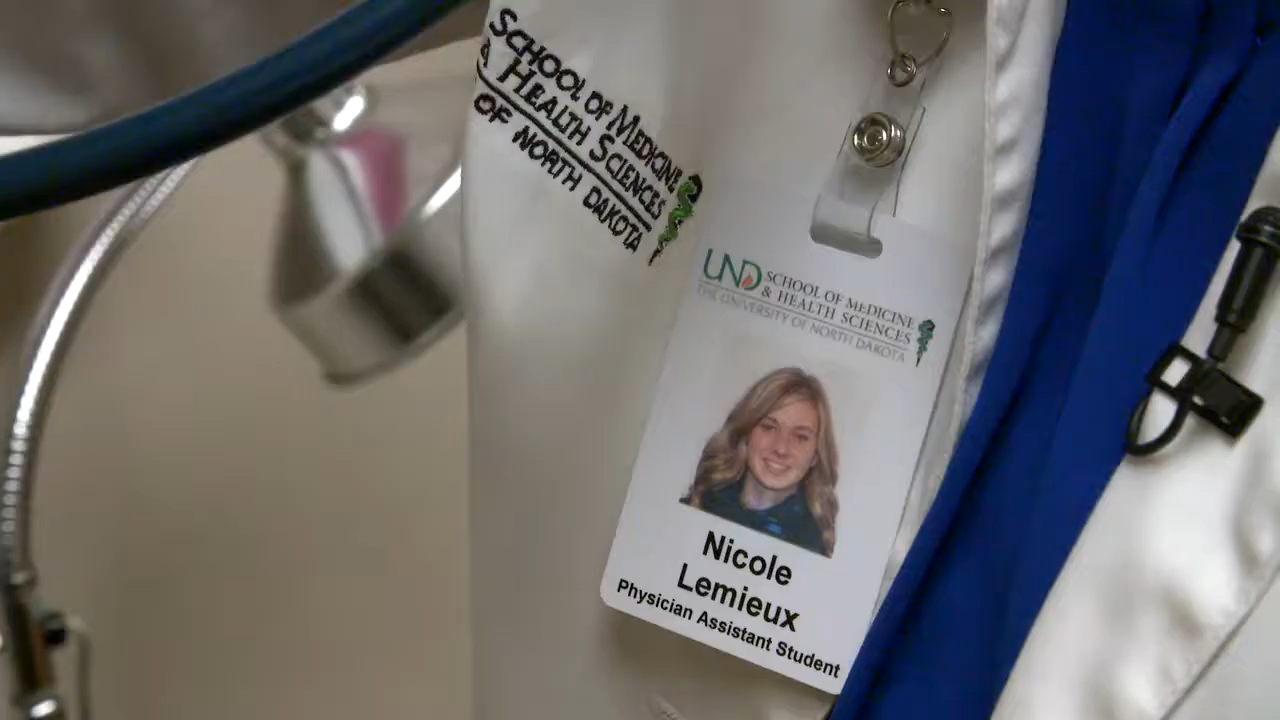 SCHOOL OF MEDICINE
& HEALTH SCIENCES
OF NORTH DAKOTA
UND SCHOOL OF MEDICINE
& HEALTH SCIENCES
THE UNIVERSITY OF NORTH DAKOTA
Nicole
Lemieux
Physician Assistant Student